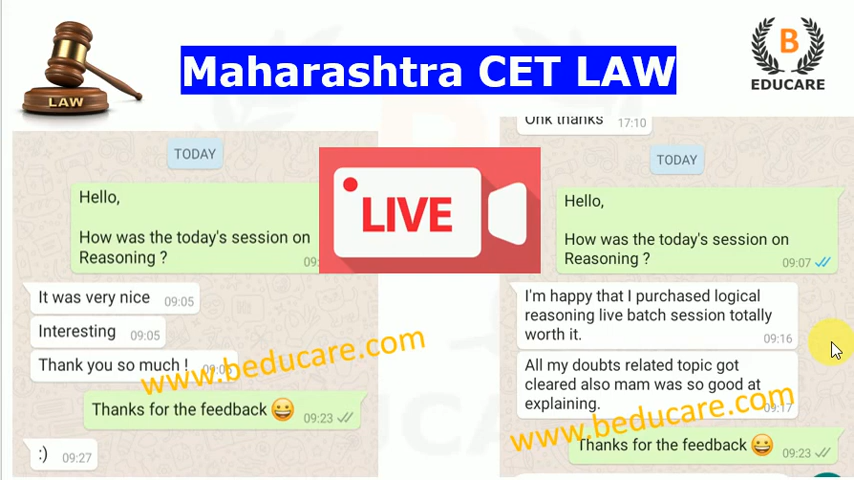 LAW
Maharashtra CET LAW
B
EDUCARE
LIVE
TODAY
Hello,
How was the today's session on
Reasoning ?
09:
It was very nice 09:05
Interesting 09:05
Thank you so much !
www.beducare.com
Thanks for the feedback 😀 09:23
:) 09:27
Ohk thanks 17:10
TODAY
Hello,
How was the today's session on
Reasoning ? 09:07
I'm happy that I purchased logical
reasoning live batch session totally
worth it. 09:16
All my doubts related topic got
cleared also mam was so good at
explaining. 09:17
www.beducare.com
Thanks for the feedback 😀 09:23